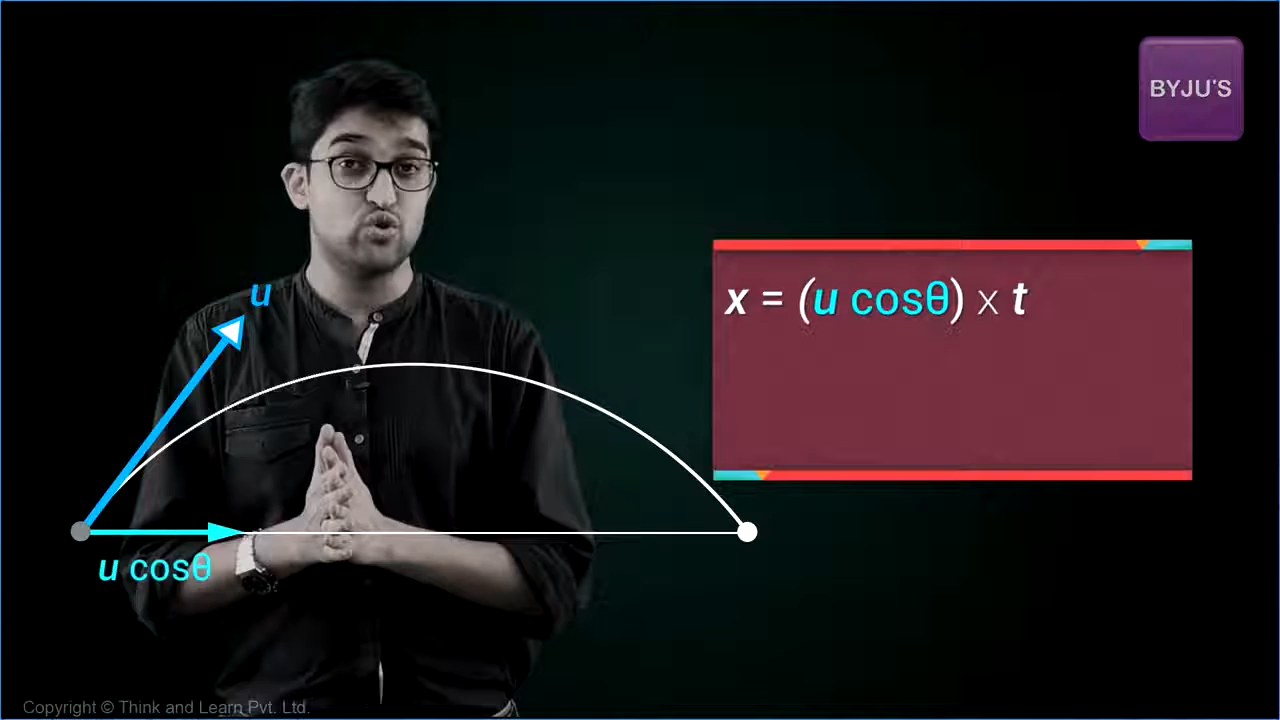 BYJU'S
u
x = (u cosθ) × t
u cosθ
Copyright © Think and Learn Pvt. Ltd.